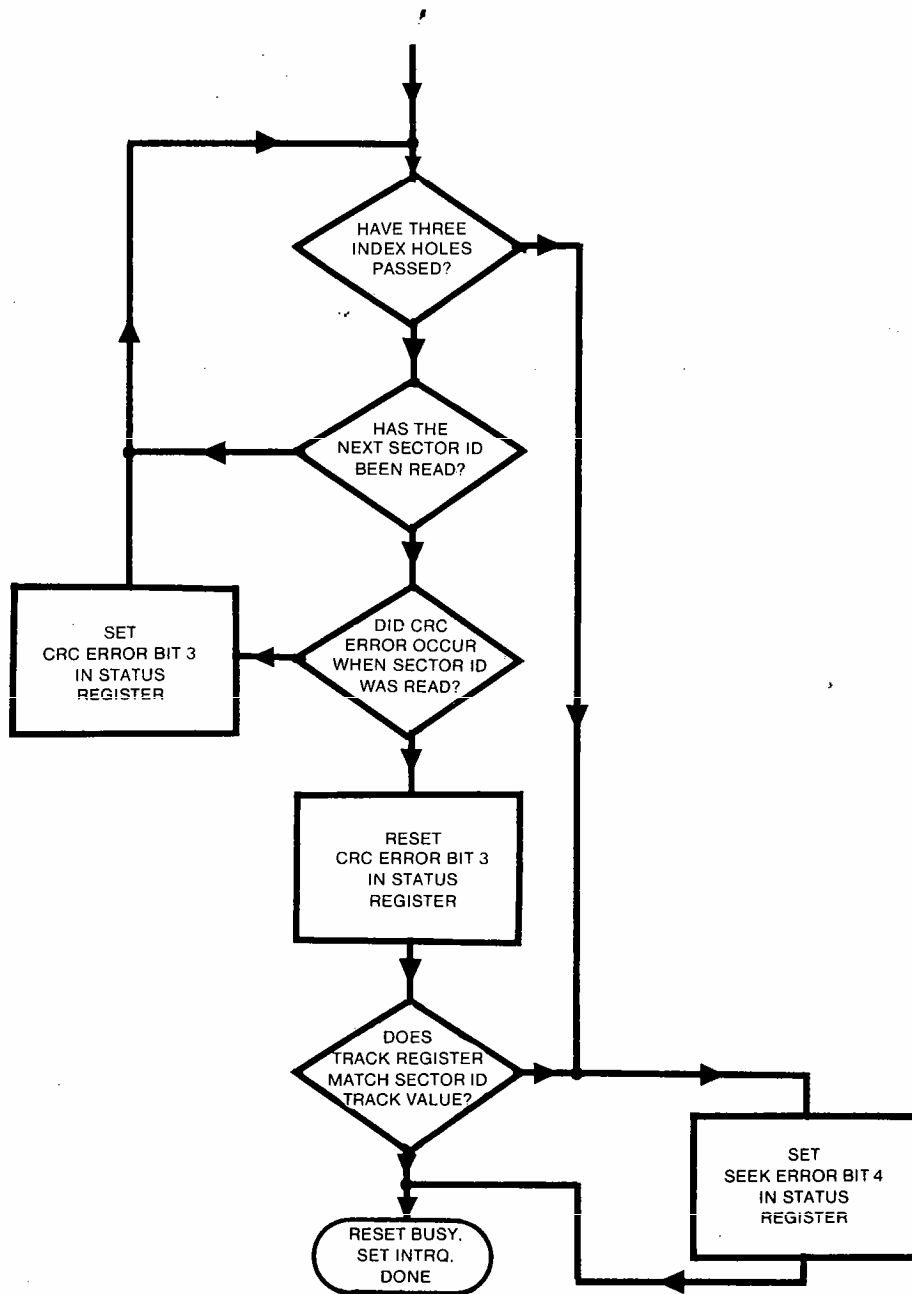 HAVE THREE
INDEX HOLES
PASSED?
HAS THE
NEXT SECTOR ID
BEEN READ?
DID CRC
ERROR OCCUR
WHEN SECTOR ID
WAS READ?
SET
CRC ERROR BIT 3
IN STATUS
REGISTER
RESET
CRC ERROR BIT 3
IN STATUS
REGISTER
DOES
TRACK REGISTER
MATCH SECTOR ID
TRACK VALUE?
SET
SEEK ERROR BIT 4
IN STATUS
REGISTER
RESET BUSY,
SET INTRQ,
DONE